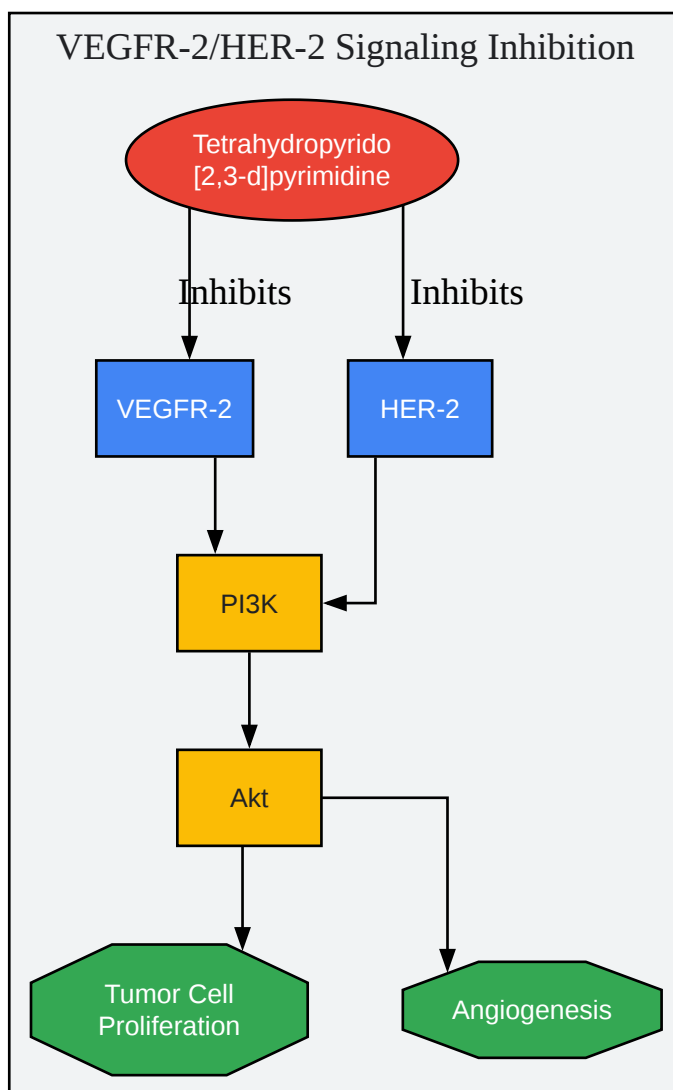 VEGFR-2/HER-2 Signaling Inhibition
Tetrahydropyrido
[2,3-d]pyrimidine
Inhibits
Inhibits
VEGFR-2
HER-2
PI3K
Akt
Tumor Cell
Proliferation
Angiogenesis